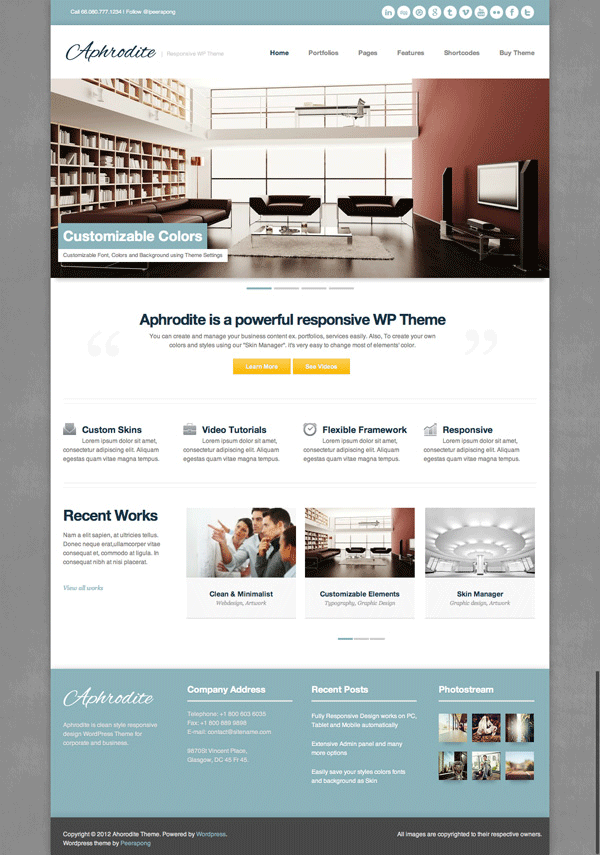 Call 65.080.777.1234 / Follow @peerapong
Aphrodite | Responsive WP Theme
Home Portfolios Pages Features Shortcodes Buy Theme
Customizable Colors
Customizable Font, Colors and Background using Theme Settings
Aphrodite is a powerful responsive WP Theme
You can create and manage your business content ex. portfolios, services easily. Also, To create your own
colors and styles using our "Skin Manager". it's very easy to change most of elements' color.
Learn More See Videos
Custom Skins
Lorem ipsum dolor sit amet,
consectetur adipiscing elit. Aliquam
egestas quam vitae magna tempus.
Video Tutorials
Lorem ipsum dolor sit amet,
consectetur adipiscing elit. Aliquam
egestas quam vitae magna tempus.
Flexible Framework
Lorem ipsum dolor sit amet,
consectetur adipiscing elit. Aliquam
egestas quam vitae magna tempus.
Responsive
Lorem ipsum dolor sit amet,
consectetur adipiscing elit. Aliquam
egestas quam vitae magna tempus.
Recent Works
Nam a elit sapien, at ultricies tellus.
Donec neque erat,ullamcorper vitae
consequat et, commodo at ligula. In
consequat nibh at nisi placerat.
View all works
Clean & Minimalist
Webdesign, Artwork
Customizable Elements
Typography, Graphic Design
Skin Manager
Graphic design, Artwork
Aphrodite
Aphrodite is clean style responsive
design WordPress Theme for
corporate and business.
Company Address
Telephone: +1 800 603 6035
Fax: +1 800 889 9898
E-mail: contact@sitename.com
9870St Vincent Place,
Glasgow, DC 45 Fr 45.
Recent Posts
Fully Responsive Design works on PC,
Tablet and Mobile automatically
Extensive Admin panel and many
more options
Easily save your styles colors fonts
and background as Skin
Photostream
Copyright © 2012 Ahorodite Theme. Powered by Wordpress.
Wordpress theme by Peerapong
All images are copyrighted to their respective owners.